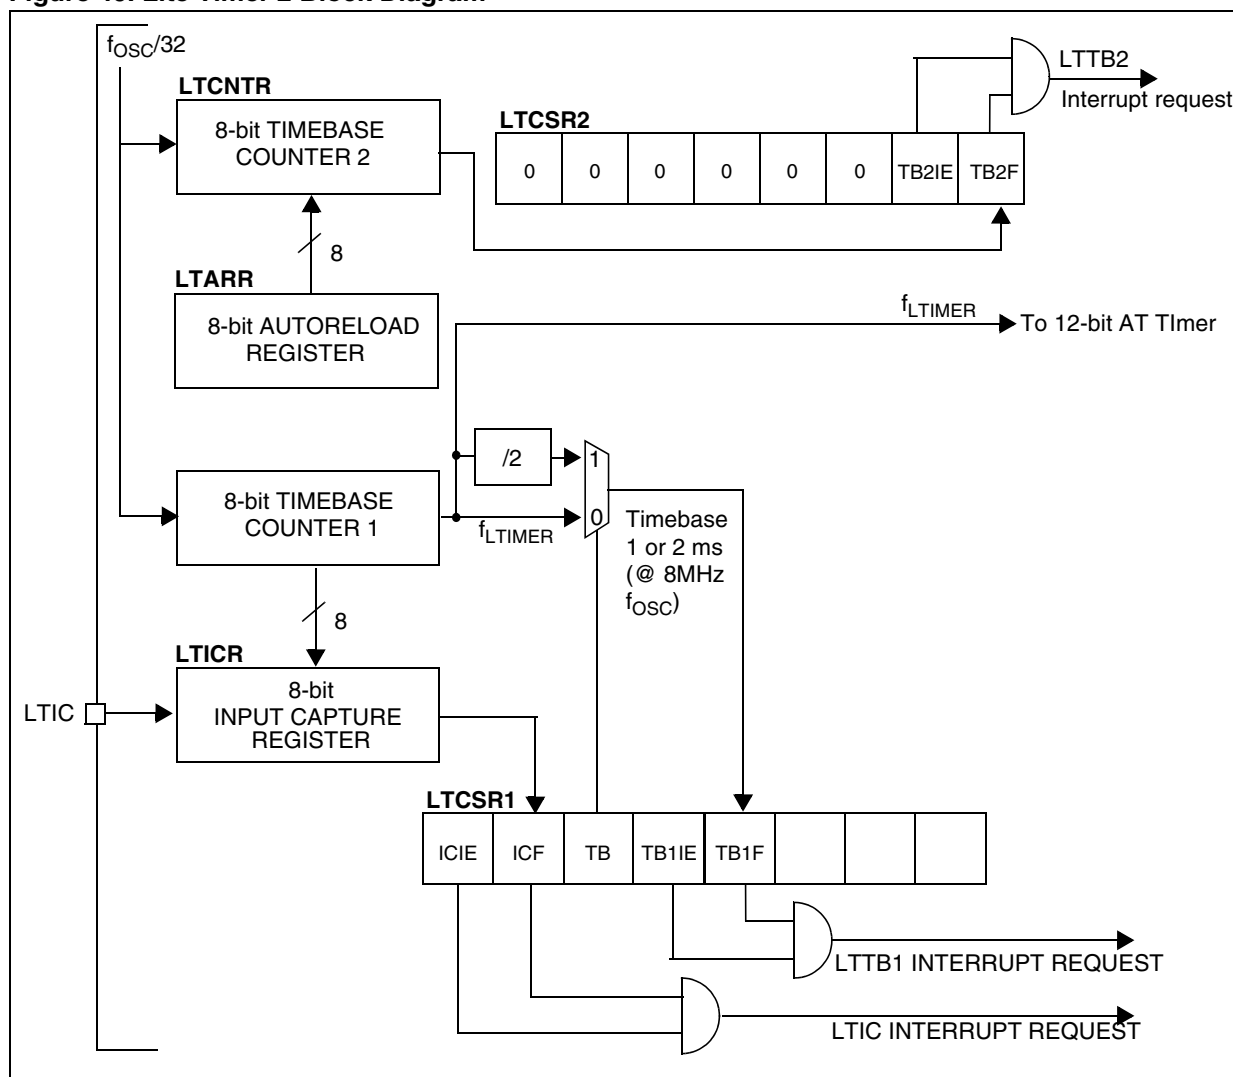 fOSC/32
LTCNTR
8-bit TIMEBASE
COUNTER 2
8
LTARR
8-bit AUTORELOAD
REGISTER
LTCSR2
0 0 0 0 0 0 TB2IE TB2F
LTTB2
Interrupt request
fLTIMER
To 12-bit AT TImer
/2
1
0
8-bit TIMEBASE
COUNTER 1
fLTIMER
Timebase
1 or 2 ms
(@ 8MHz
fOSC)
8
LTICR
LTIC
8-bit
INPUT CAPTURE
REGISTER
LTCSR1
ICIE ICF TB TB1IE TB1F
LTTB1 INTERRUPT REQUEST
LTIC INTERRUPT REQUEST